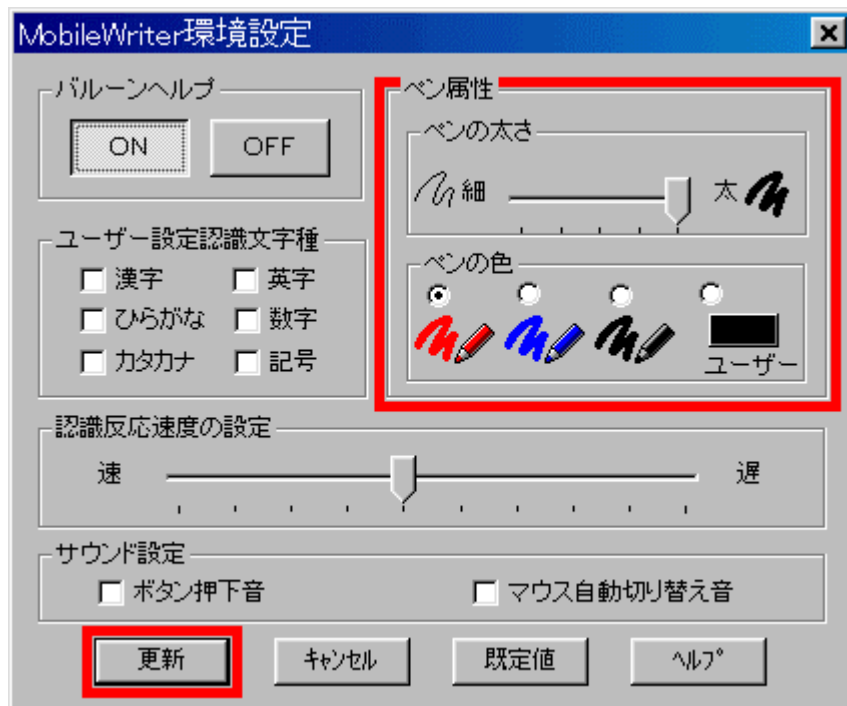 MobileWriter環境設定
バルーンヘルプ
ON
OFF
ユーザー設定認識文字種
漢字
英字
ひらがな
数字
カタカナ
記号
ペン属性
ペンの太さ
細
太
ペンの色
ユーザー
認識反応速度の設定
速
遅
サウンド設定
ボタン押下音
マウス自動切り替え音
更新
ｷｬﾝｾﾙ
既定値
ﾍﾙﾌﾟ